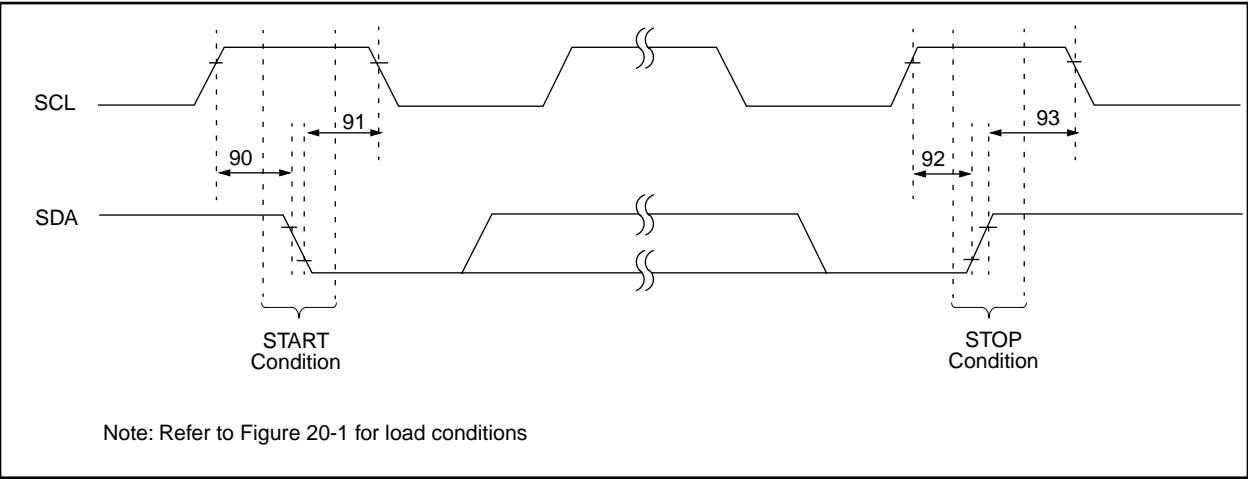 SCL
91
93
90
92
SDA
START
Condition
STOP
Condition
Note: Refer to Figure 20-1 for load conditions